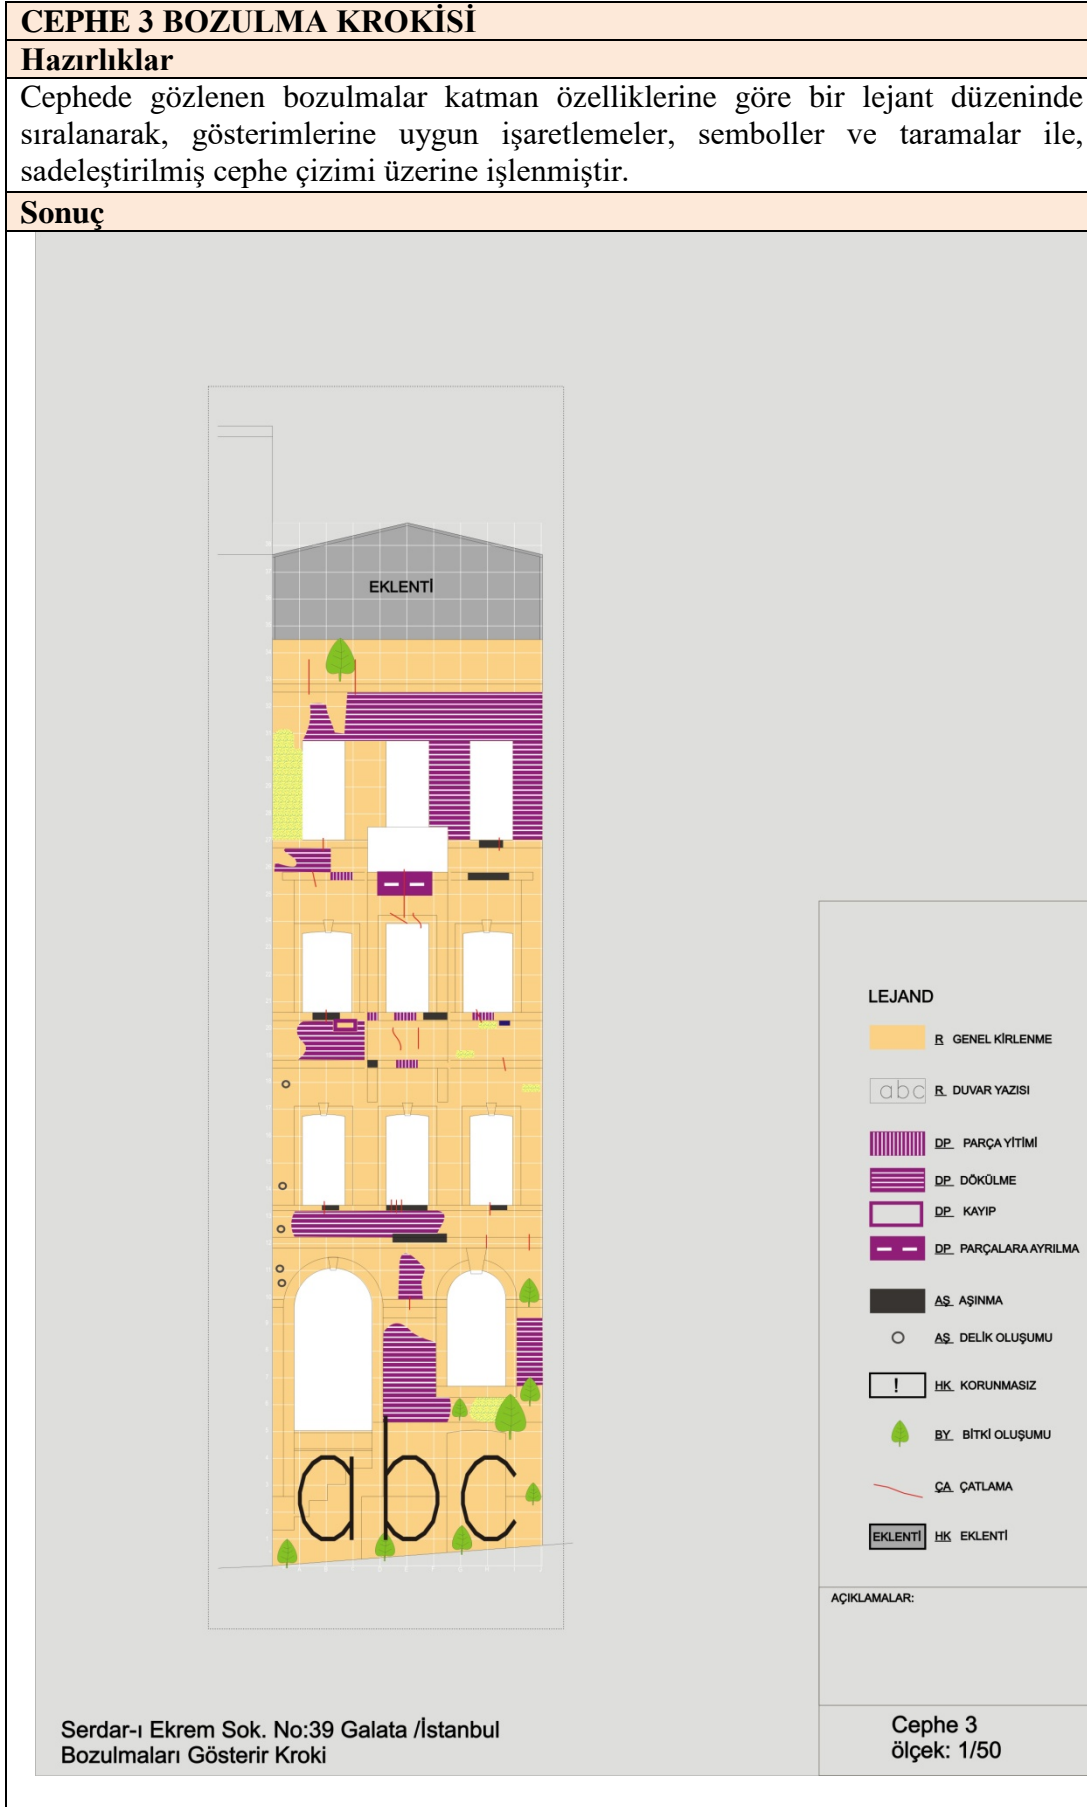 CEPHE 3 BOZULMA KROKİSİ
Hazırlıklar
Cephede gözlenen bozulmalar katman özelliklerine göre bir lejant düzeninde
sıralanarak, gösterimlerine uygun işaretlemeler, semboller ve taramalar ile,
sadeleştirilmiş cephe çizimi üzerine işlenmiştir.
Sonuç
EKLENTİ
abc
LEJAND
R GENEL KİRLENME
abc R DUVAR YAZISI
DP PARÇA YİTİMİ
DP DÖKÜLME
DP KAYIP
DP PARÇALARA AYRILMA
AŞ AŞINMA
AŞ DELİK OLUŞUMU
! HK KORUNMASIZ
BY BİTKİ OLUŞUMU
ÇA ÇATLAMA
EKLENTİ HK EKLENTİ
AÇIKLAMALAR:
Serdar-ı Ekrem Sok. No:39 Galata /İstanbul
Bozulmaları Gösterir Kroki
Cephe 3
ölçek: 1/50